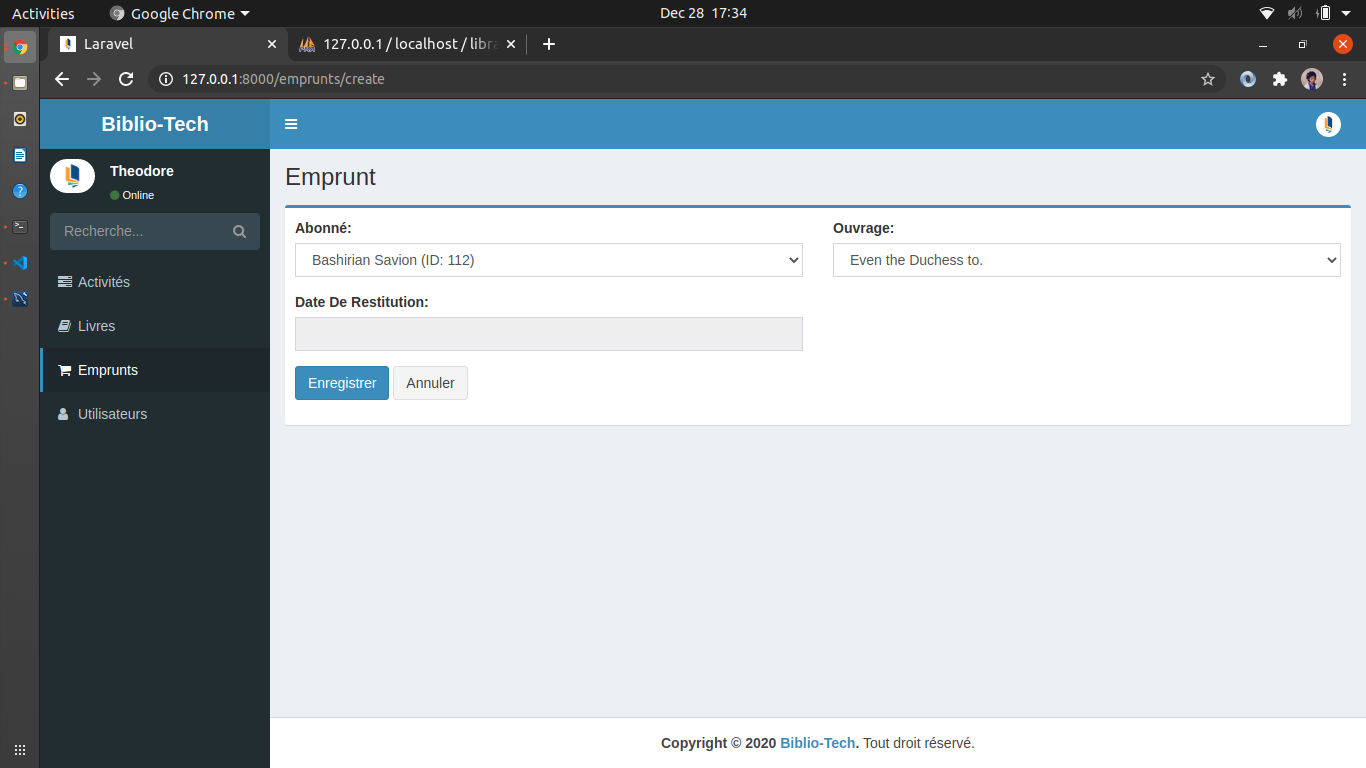 Activities
Google Chrome
Dec 28 17:34
Laravel
127.0.0.1 / localhost / libra
127.0.0.1:8000/emprunts/create
Biblio-Tech
Theodore
Online
Recherche...
Activités
Livres
Emprunts
Utilisateurs
Emprunt
Abonné:
Bashirian Savion (ID: 112)
Ouvrage:
Even the Duchess to.
Date De Restitution:
Enregistrer
Annuler
Copyright © 2020 Biblio-Tech. Tout droit réservé.